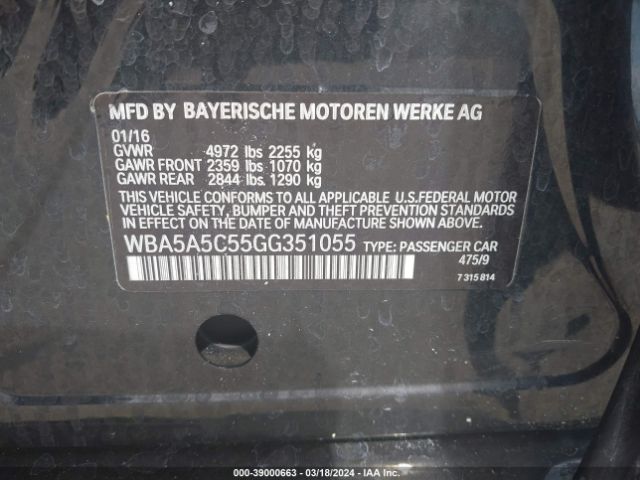 MFD BY BAYERISCHE MOTOREN WERKE AG
01/16
GVWR 4972 lbs 2255 kg
GAWR FRONT 2359 lbs 1070 kg
GAWR REAR 2844 lbs 1290 kg
THIS VEHICLE CONFORMS TO ALL APPLICABLE U.S.FEDERAL MOTOR
VEHICLE SAFETY, BUMPER AND THEFT PREVENTION STANDARDS
IN EFFECT ON THE DATE OF MANUFACTURE SHOWN ABOVE.
WBA5A5C55GG351055 TYPE: PASSENGER CAR
475/9
7 315 814
000-39000663 - 03/18/2024 - IAA Inc.